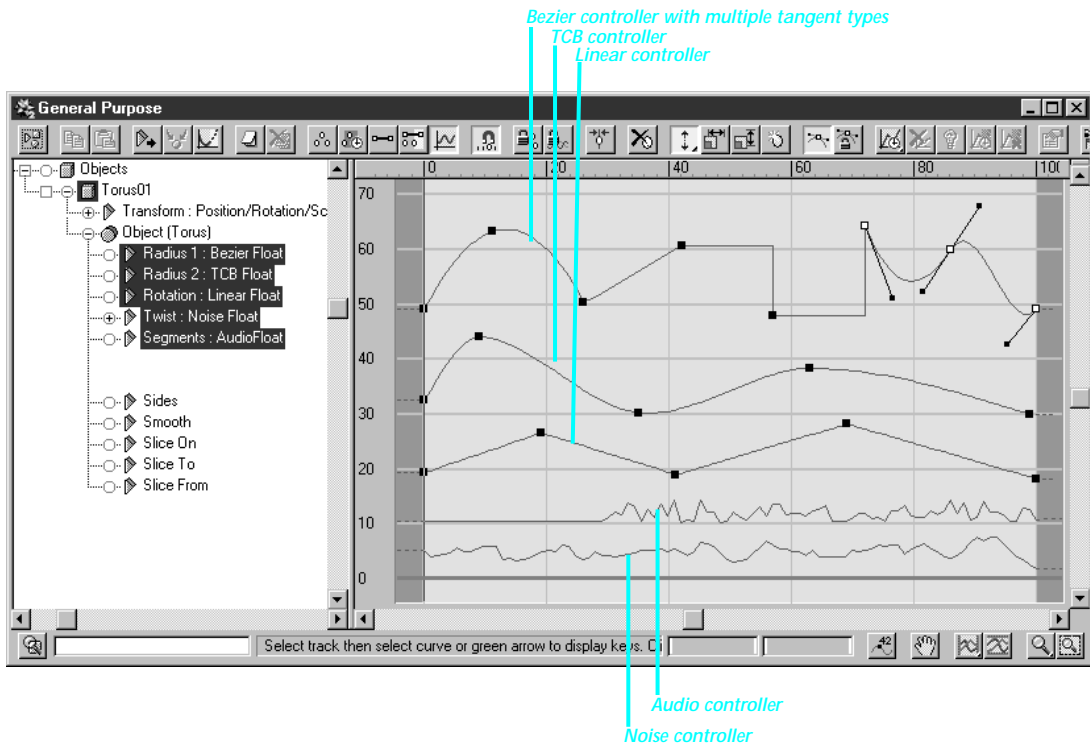 Bezier controller with multiple tangent types
TCB controller
Linear controller
General Purpose
Objects
Torus01
Transform : Position/Rotation/Sc
Object (Torus)
Radius 1 : Bezier Float
Radius 2 : TCB Float
Rotation : Linear Float
Twist : Noise Float
Segments : AudioFloat
Sides
Smooth
Slice On
Slice To
Slice From
0 20 40 60 80 100
70
60
50
40
30
20
10
0
Select track then select curve or green arrow to display keys. Cl
42
Audio controller
Noise controller